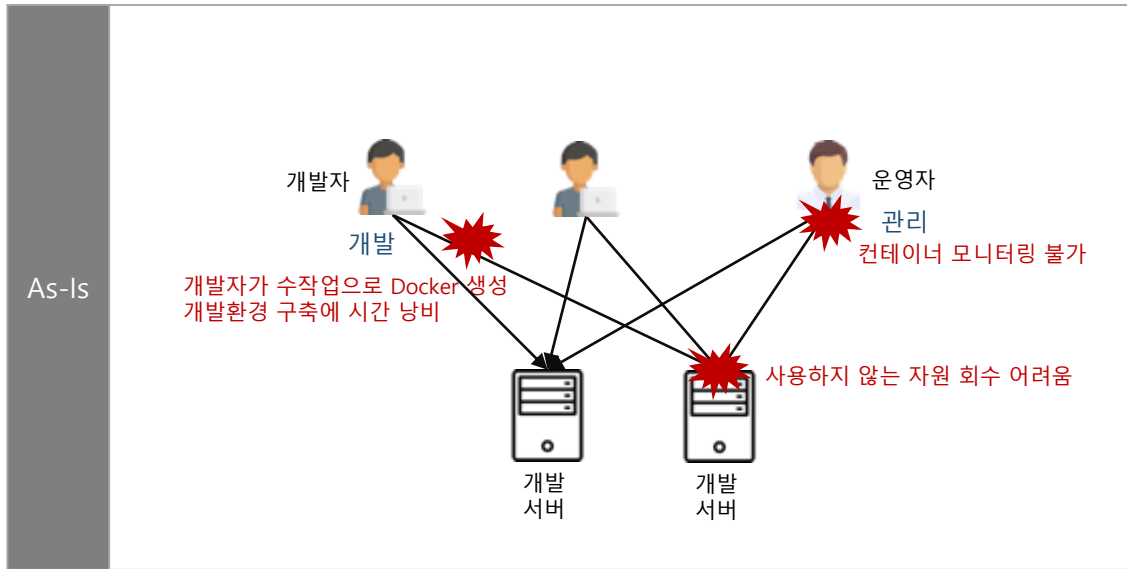 As-Is
개발자
운영자
개발
관리
컨테이너 모니터링 불가
개발자가 수작업으로 Docker 생성
개발환경 구축에 시간 낭비
사용하지 않는 자원 회수 어려움
개발
서버
개발
서버